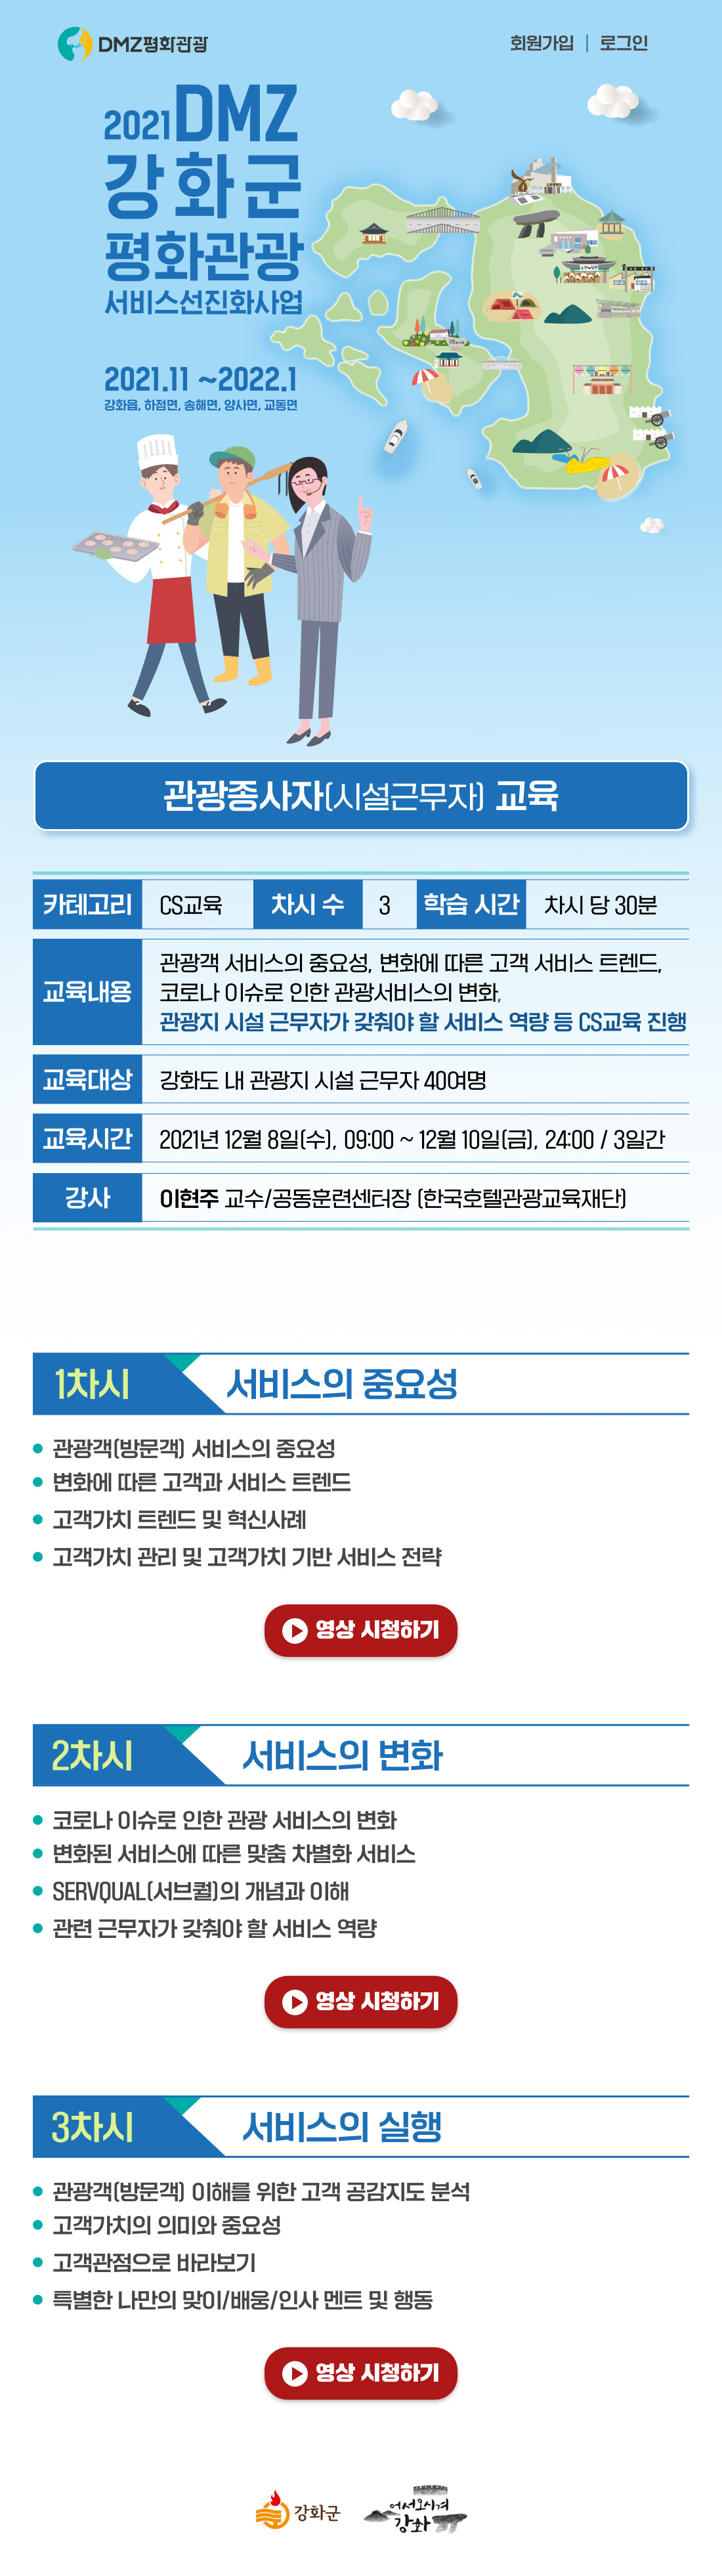 DMZ평화관광
회원가입 | 로그인
2021 DMZ
강화군
평화관광
서비스선진화사업
2021.11 ~2022.1
강화읍, 하점면, 송해면, 양사면, 교동면
관광종사자(시설근무자) 교육
카테고리 CS교육 차시 수 3 학습 시간 차시 당 30분
교육내용
관광객 서비스의 중요성, 변화에 따른 고객 서비스 트렌드,
코로나 이슈로 인한 관광서비스의 변화,
관광지 시설 근무자가 갖춰야 할 서비스 역량 등 CS교육 진행
교육대상 강화도 내 관광지 시설 근무자 40여명
교육시간 2021년 12월 8일(수), 09:00 ~ 12월 10일(금), 24:00 / 3일간
강사 이현주 교수/공동훈련센터장 (한국호텔관광교육재단)
1차시 서비스의 중요성
관광객(방문객) 서비스의 중요성
변화에 따른 고객과 서비스 트렌드
고객가치 트렌드 및 혁신사례
고객가치 관리 및 고객가치 기반 서비스 전략
영상 시청하기
2차시 서비스의 변화
코로나 이슈로 인한 관광 서비스의 변화
변화된 서비스에 따른 맞춤 차별화 서비스
SERVQUAL(서브퀄)의 개념과 이해
관련 근무자가 갖춰야 할 서비스 역량
영상 시청하기
3차시 서비스의 실행
관광객(방문객) 이해를 위한 고객 공감지도 분석
고객가치의 의미와 중요성
고객관점으로 바라보기
특별한 나만의 맞이/배웅/인사 멘트 및 행동
영상 시청하기
강화군
어서오시겨
강화